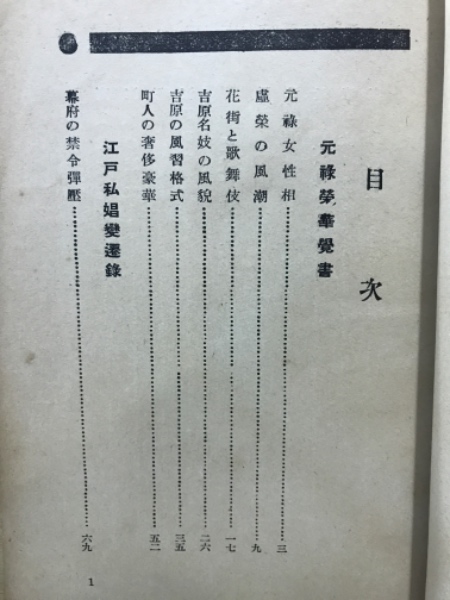 目次
元祿榮華覺書
元祿女性相……三
虛榮の風潮……九
花街と歌舞伎……一七
吉原名妓の風貌……二六
吉原の風習格式……三五
町人の奢侈豪華……五二
江戸私娼變遷錄
幕府の禁令彈壓……六九
1